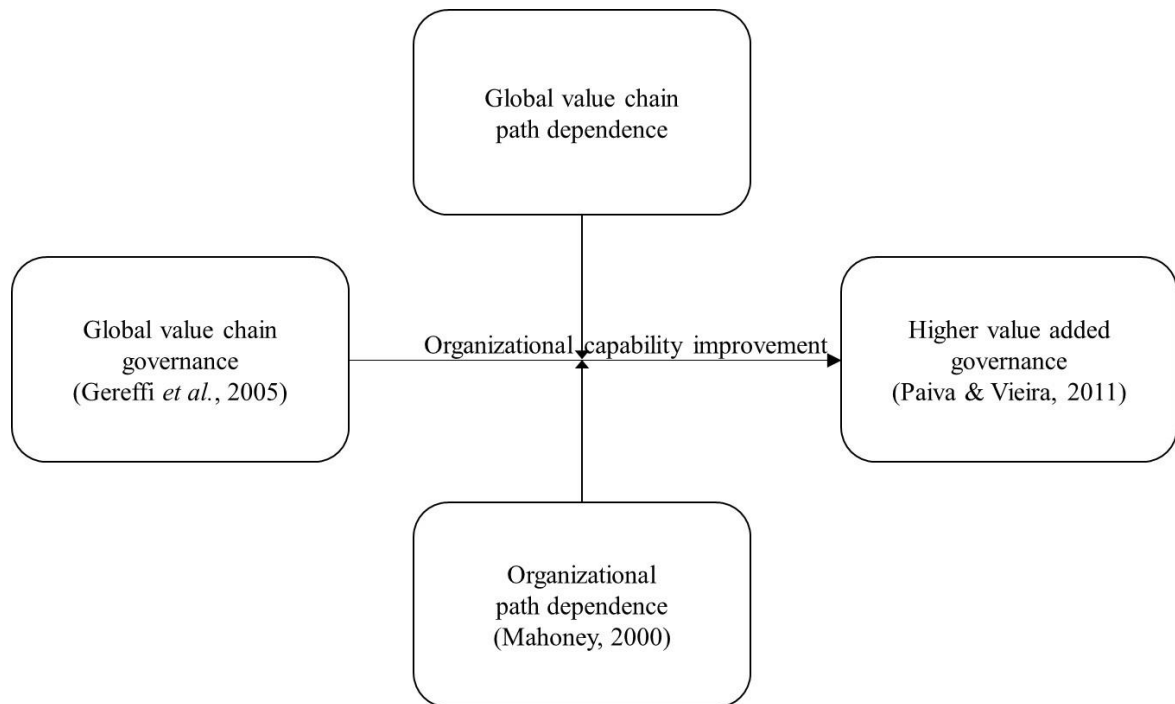 Global value chain
path dependence
Global value chain
governance
(Gereffi et al., 2005)
Organizational capability improvement
Higher value added
governance
(Paiva & Vieira, 2011)
Organizational
path dependence
(Mahoney, 2000)